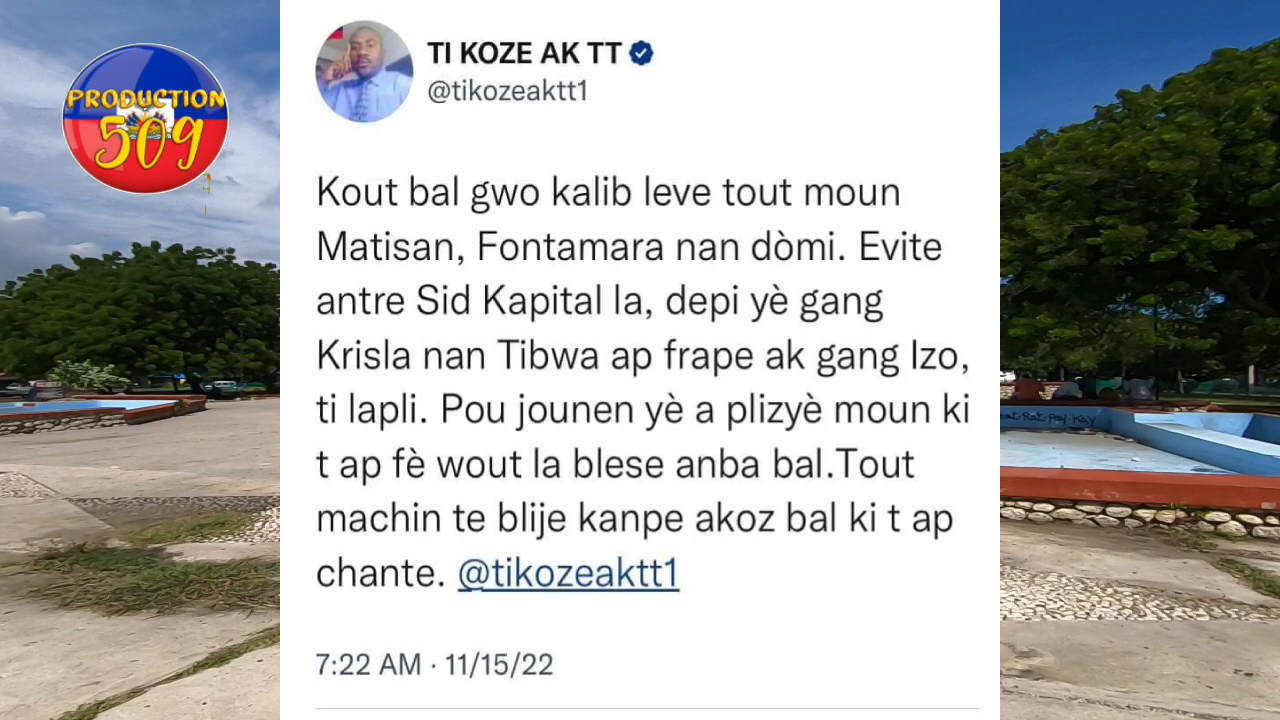 PRODUCTION
509
TI KOZE AK TT
@tikozeaktt1
Kout bal gwo kalib leve tout moun
Matisan, Fontamara nan dòmi. Evite
antre Sid Kapital la, depi yè gang
Krisla nan Tibwa ap frape ak gang Izo,
ti lapli. Pou jounen yè a plizyè moun ki
t ap fè wout la blese anba bal.Tout
machin te blije kanpe akoz bal ki t ap
chante. @tikozeaktt1
7:22 AM · 11/15/22